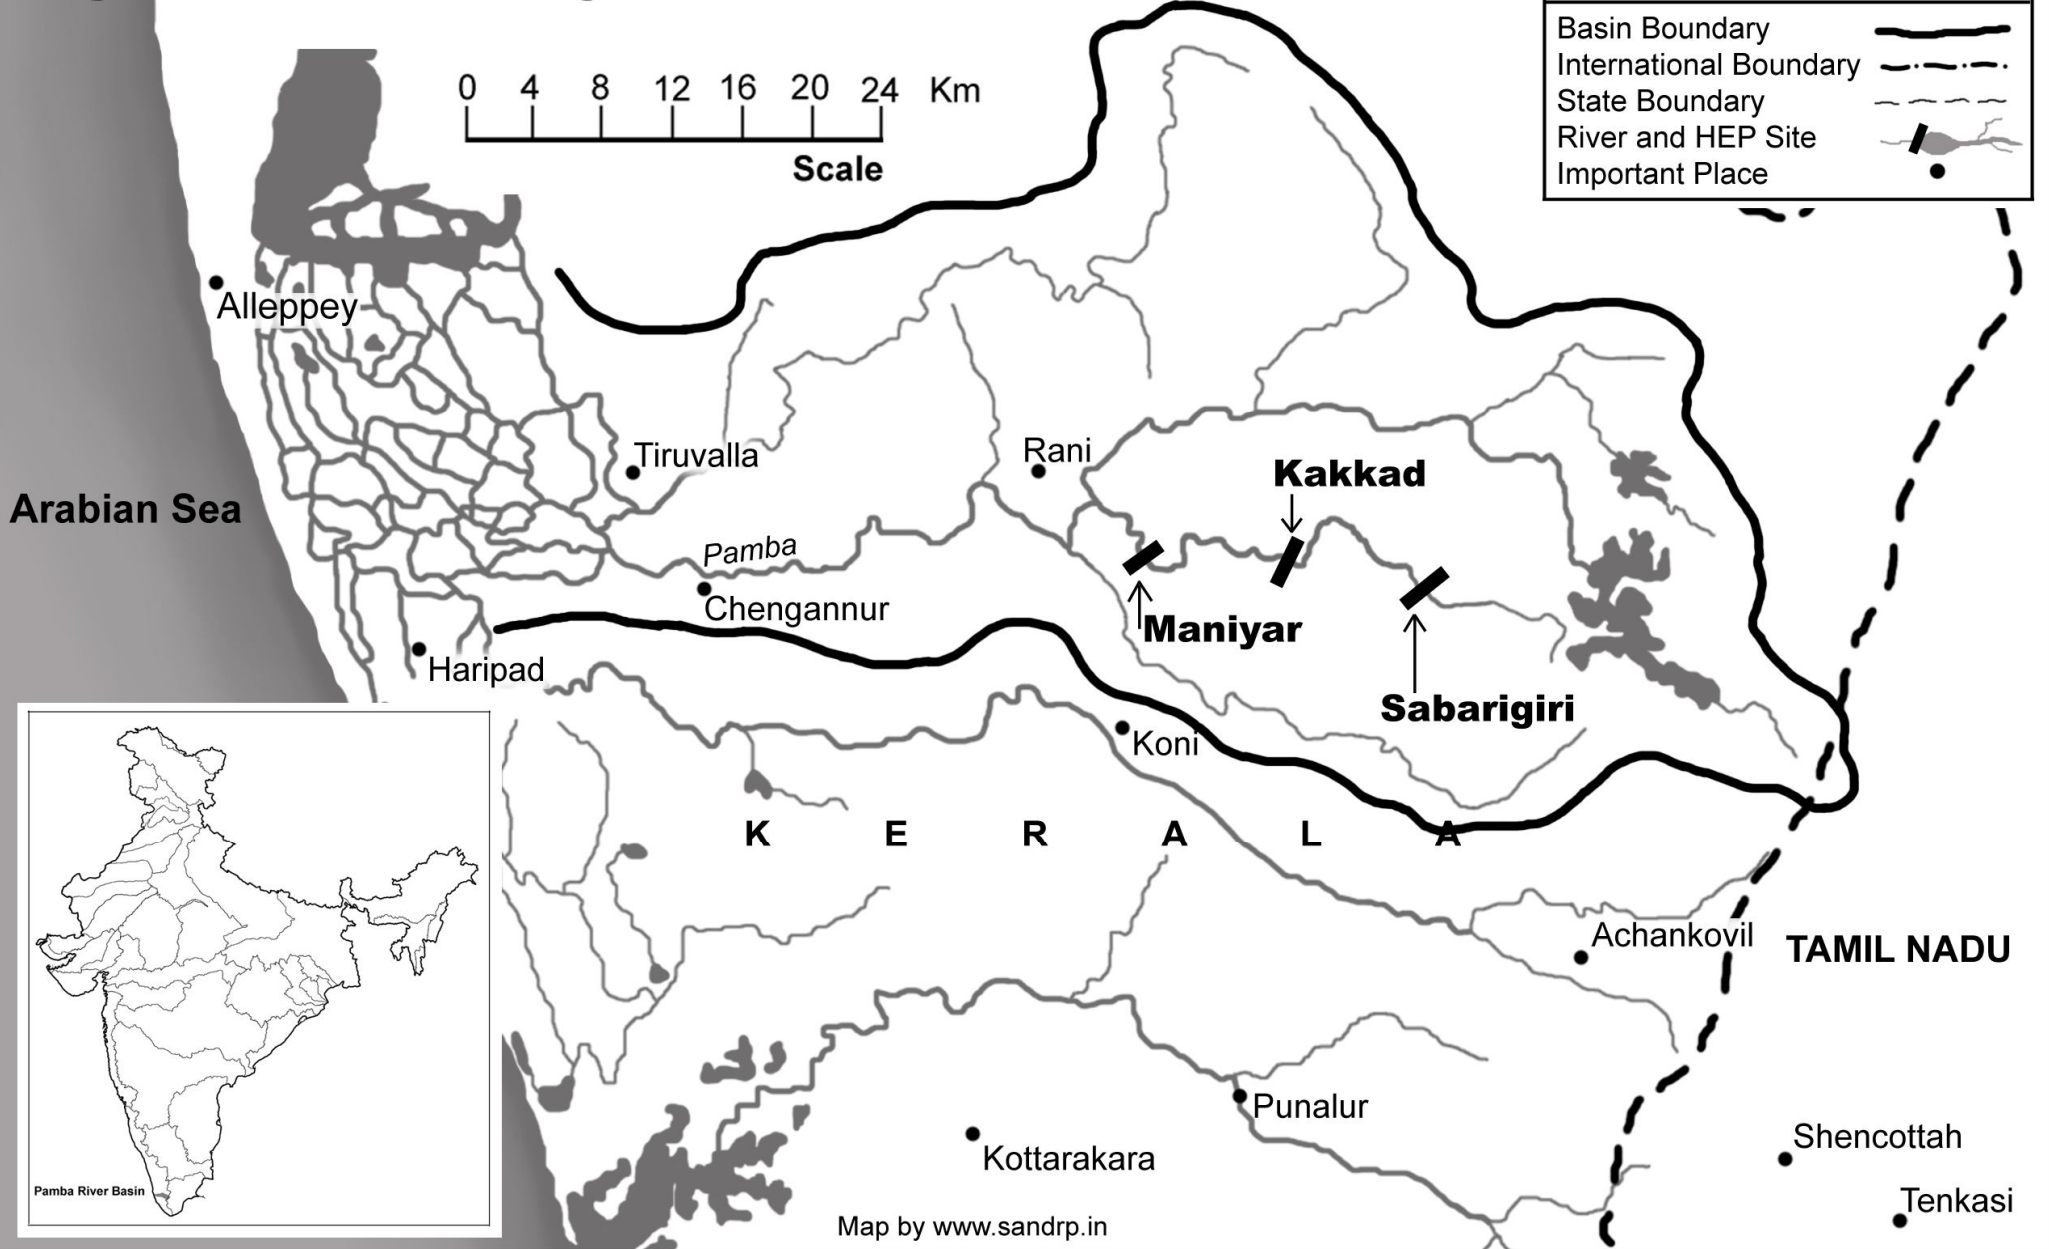 Basin Boundary
International Boundary
State Boundary
River and HEP Site
Important Place
0 4 8 12 16 20 24 Km
Scale
Alleppey
Tiruvalla
Rani
Kakkad
Arabian Sea
Pamba
Chengannur
Maniyar
Haripad
Sabarigiri
Koni
K E R A L A
Achankovil
TAMIL NADU
Punalur
Kottarakara
Shencottah
Tenkasi
Pamba River Basin
Map by www.sandrp.in